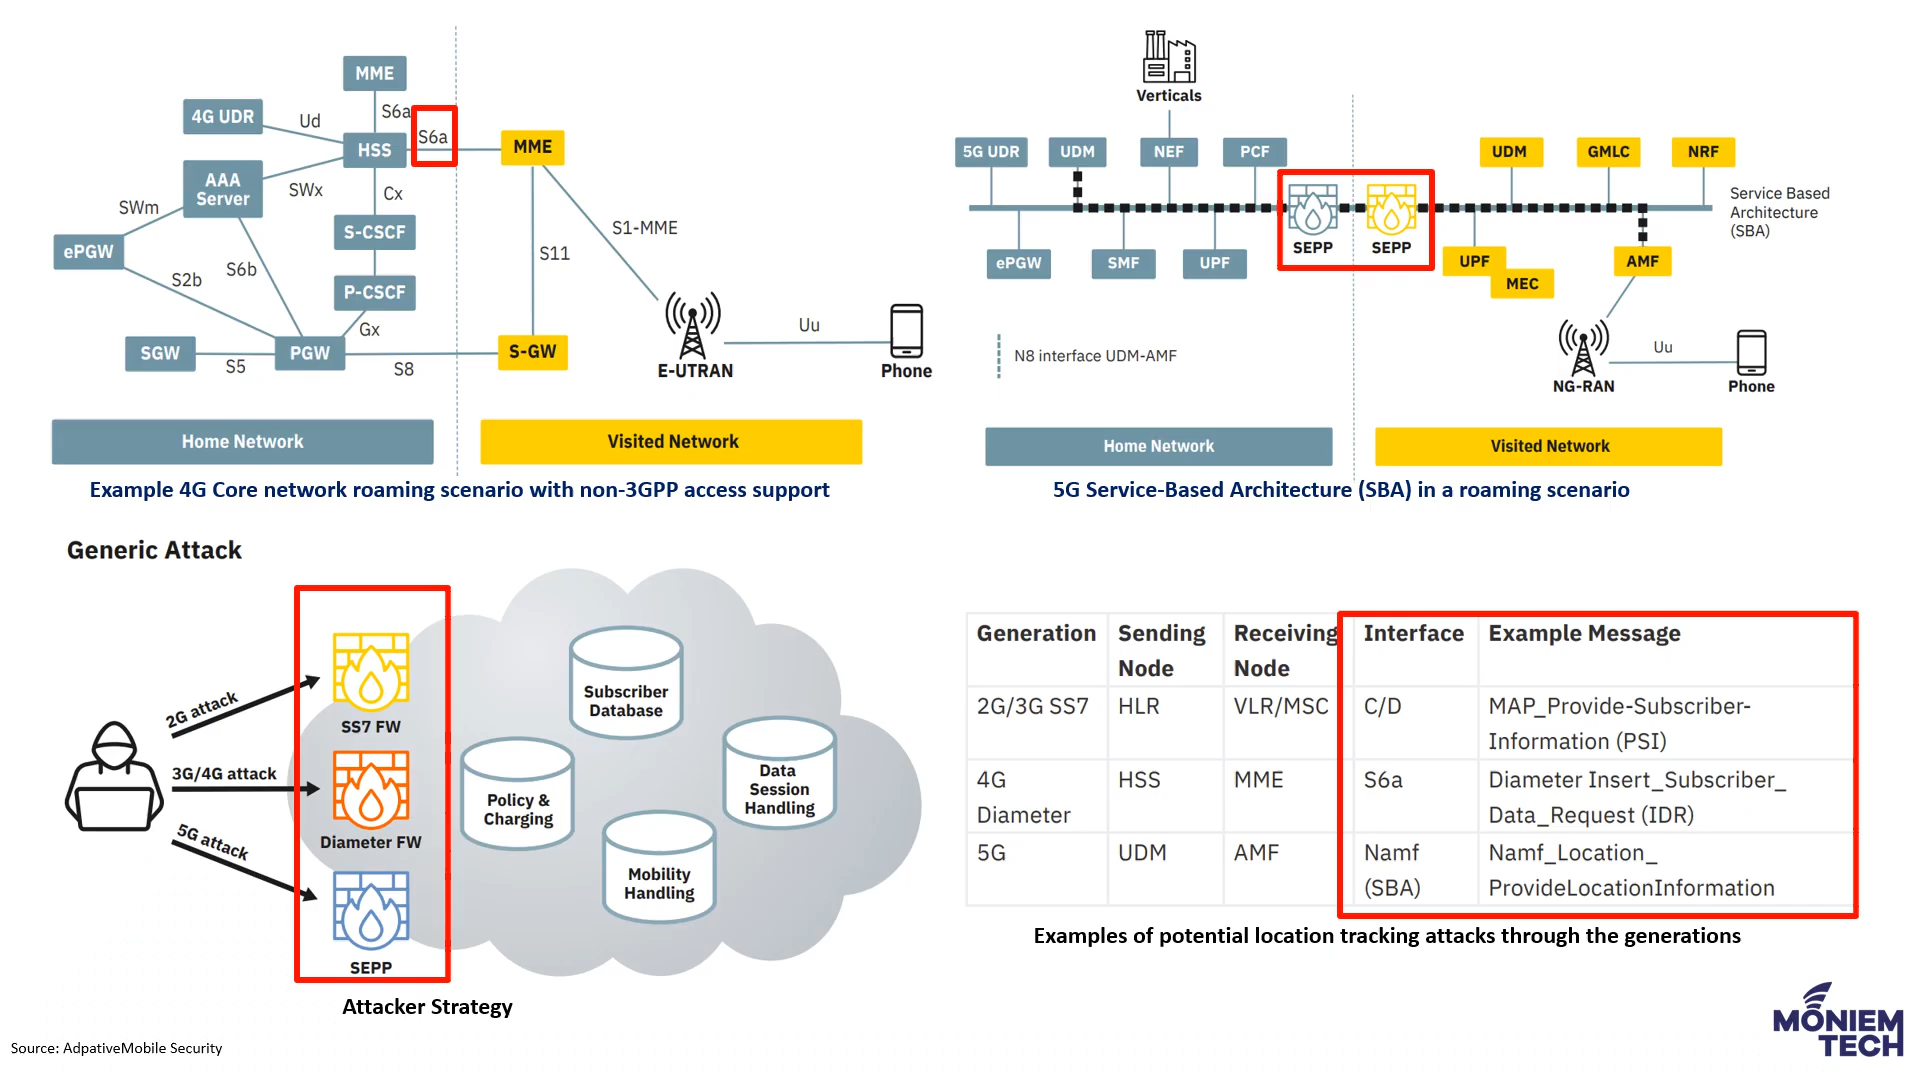 MME
4G UDR
Ud
S6a
S6a
HSS
MME
AAA
Server
SWx
Cx
SWm
S-CSCF
S1-MME
ePGW
S11
S2b
S6b
P-CSCF
Gx
Uu
SGW
S5
PGW
S8
S-GW
E-UTRAN
Phone
Home Network
Visited Network
Example 4G Core network roaming scenario with non-3GPP access support
Verticals
5G UDR
UDM
NEF
PCF
UDM
GMLC
NRF
Service Based
Architecture
(SBA)
SEPP
SEPP
ePGW
SMF
UPF
UPF
MEC
AMF
N8 interface UDM-AMF
Uu
NG-RAN
Phone
Home Network
Visited Network
5G Service-Based Architecture (SBA) in a roaming scenario
Generic Attack
2G attack
3G/4G attack
5G attack
SS7 FW
Diameter FW
SEPP
Subscriber
Database
Policy &
Charging
Data
Session
Handling
Mobility
Handling
Attacker Strategy
Generation Sending Node Receiving Node Interface Example Message
2G/3G SS7 HLR VLR/MSC C/D MAP_Provide-Subscriber-
Information (PSI)
4G Diameter HSS MME S6a Diameter Insert_Subscriber_
Data_Request (IDR)
5G UDM AMF Namf (SBA) Namf_Location_
ProvideLocationInformation
Examples of potential location tracking attacks through the generations
Source: AdpativeMobile Security
MONIEM
TECH